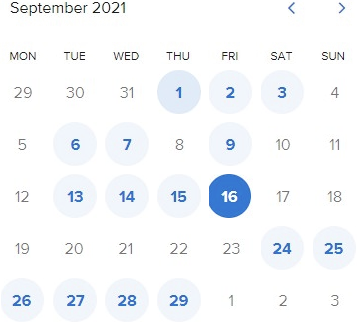 September 2021
MON TUE WED THU FRI SAT SUN
29 30 31 1 2 3 4
5 6 7 8 9 10 11
12 13 14 15 16 17 18
19 20 21 22 23 24 25
26 27 28 29 1 2 3